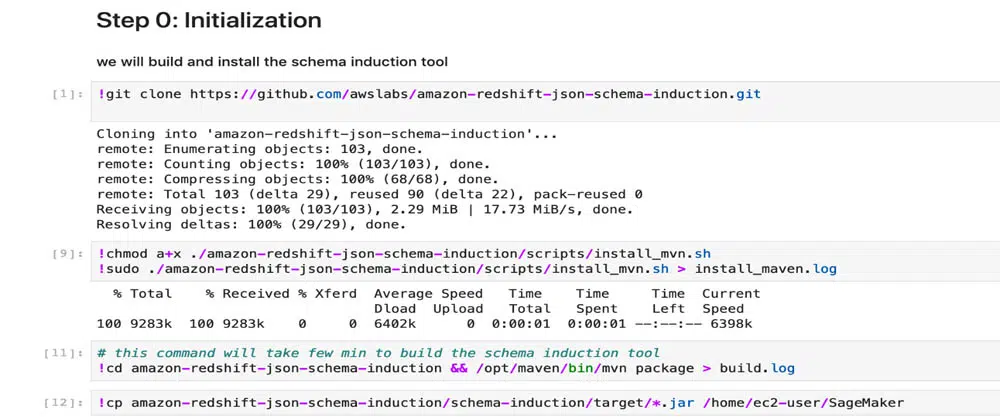 Step 0: Initialization
we will build and install the schema induction tool
[1]: !git clone https://github.com/awslabs/amazon-redshift-json-schema-induction.git
Cloning into 'amazon-redshift-json-schema-induction'...
remote: Enumerating objects: 103, done.
remote: Counting objects: 100% (103/103), done.
remote: Compressing objects: 100% (68/68), done.
remote: Total 103 (delta 29), reused 90 (delta 22), pack-reused 0
Receiving objects: 100% (103/103), 2.29 MiB | 17.73 MiB/s, done.
Resolving deltas: 100% (29/29), done.
[9]: !chmod a+x ./amazon-redshift-json-schema-induction/scripts/install_mvn.sh
!sudo ./amazon-redshift-json-schema-induction/scripts/install_mvn.sh > install_maven.log
% Total % Received % Xferd Average Speed Time Time Time Current
Dload Upload Total Spent Left Speed
100 9283k 100 9283k 0 0 6402k 0 0:00:01 0:00:01 --:--:-- 6398k
[11]: # this command will take few min to build the schema induction tool
!cd amazon-redshift-json-schema-induction && /opt/maven/bin/mvn package > build.log
[12]: !cp amazon-redshift-json-schema-induction/schema-induction/target/*.jar /home/ec2-user/SageMaker